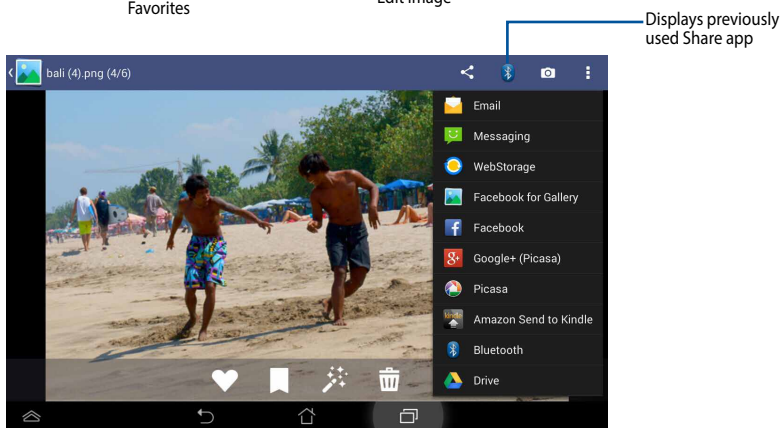 Favorites
Edit image
Displays previously
used Share app
bali (4).png (4/6)
Email
Messaging
WebStorage
Facebook for Gallery
Facebook
Google+ (Picasa)
Picasa
Amazon Send to Kindle
Bluetooth
Drive